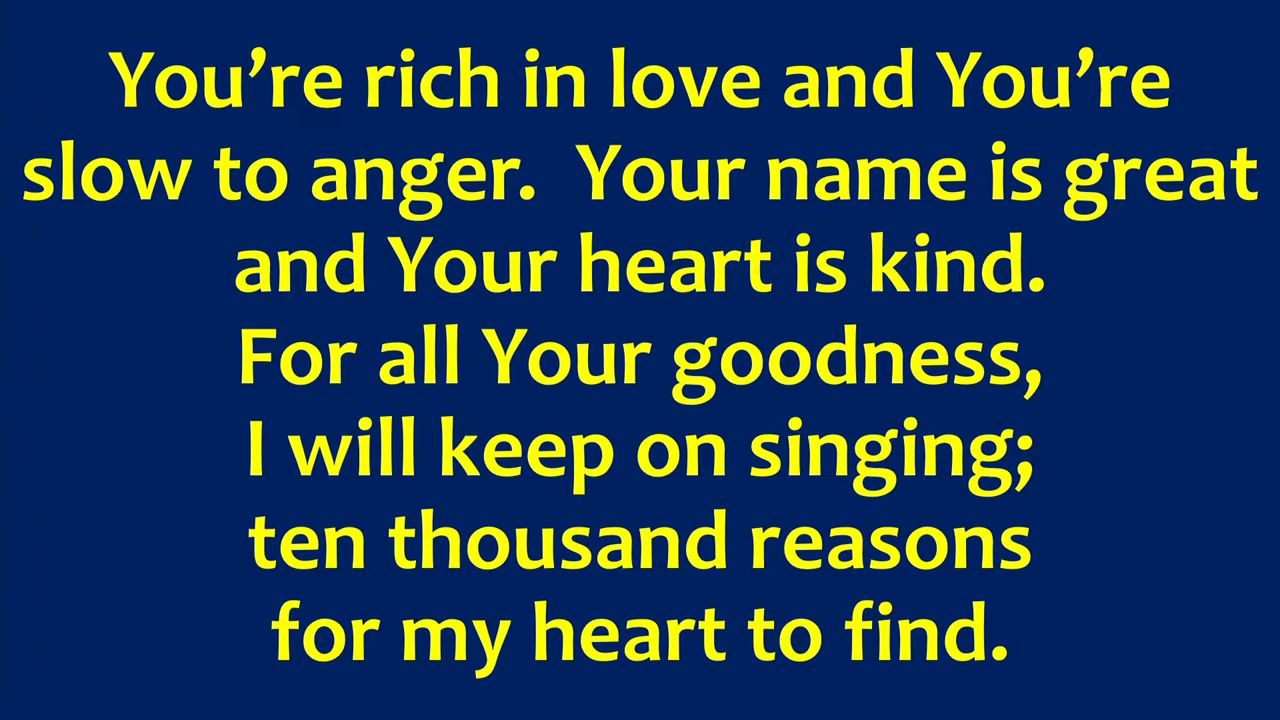 You’re rich in love and You’re
slow to anger.  Your name is great
and Your heart is kind.
For all Your goodness,
I will keep on singing;
ten thousand reasons
for my heart to find.